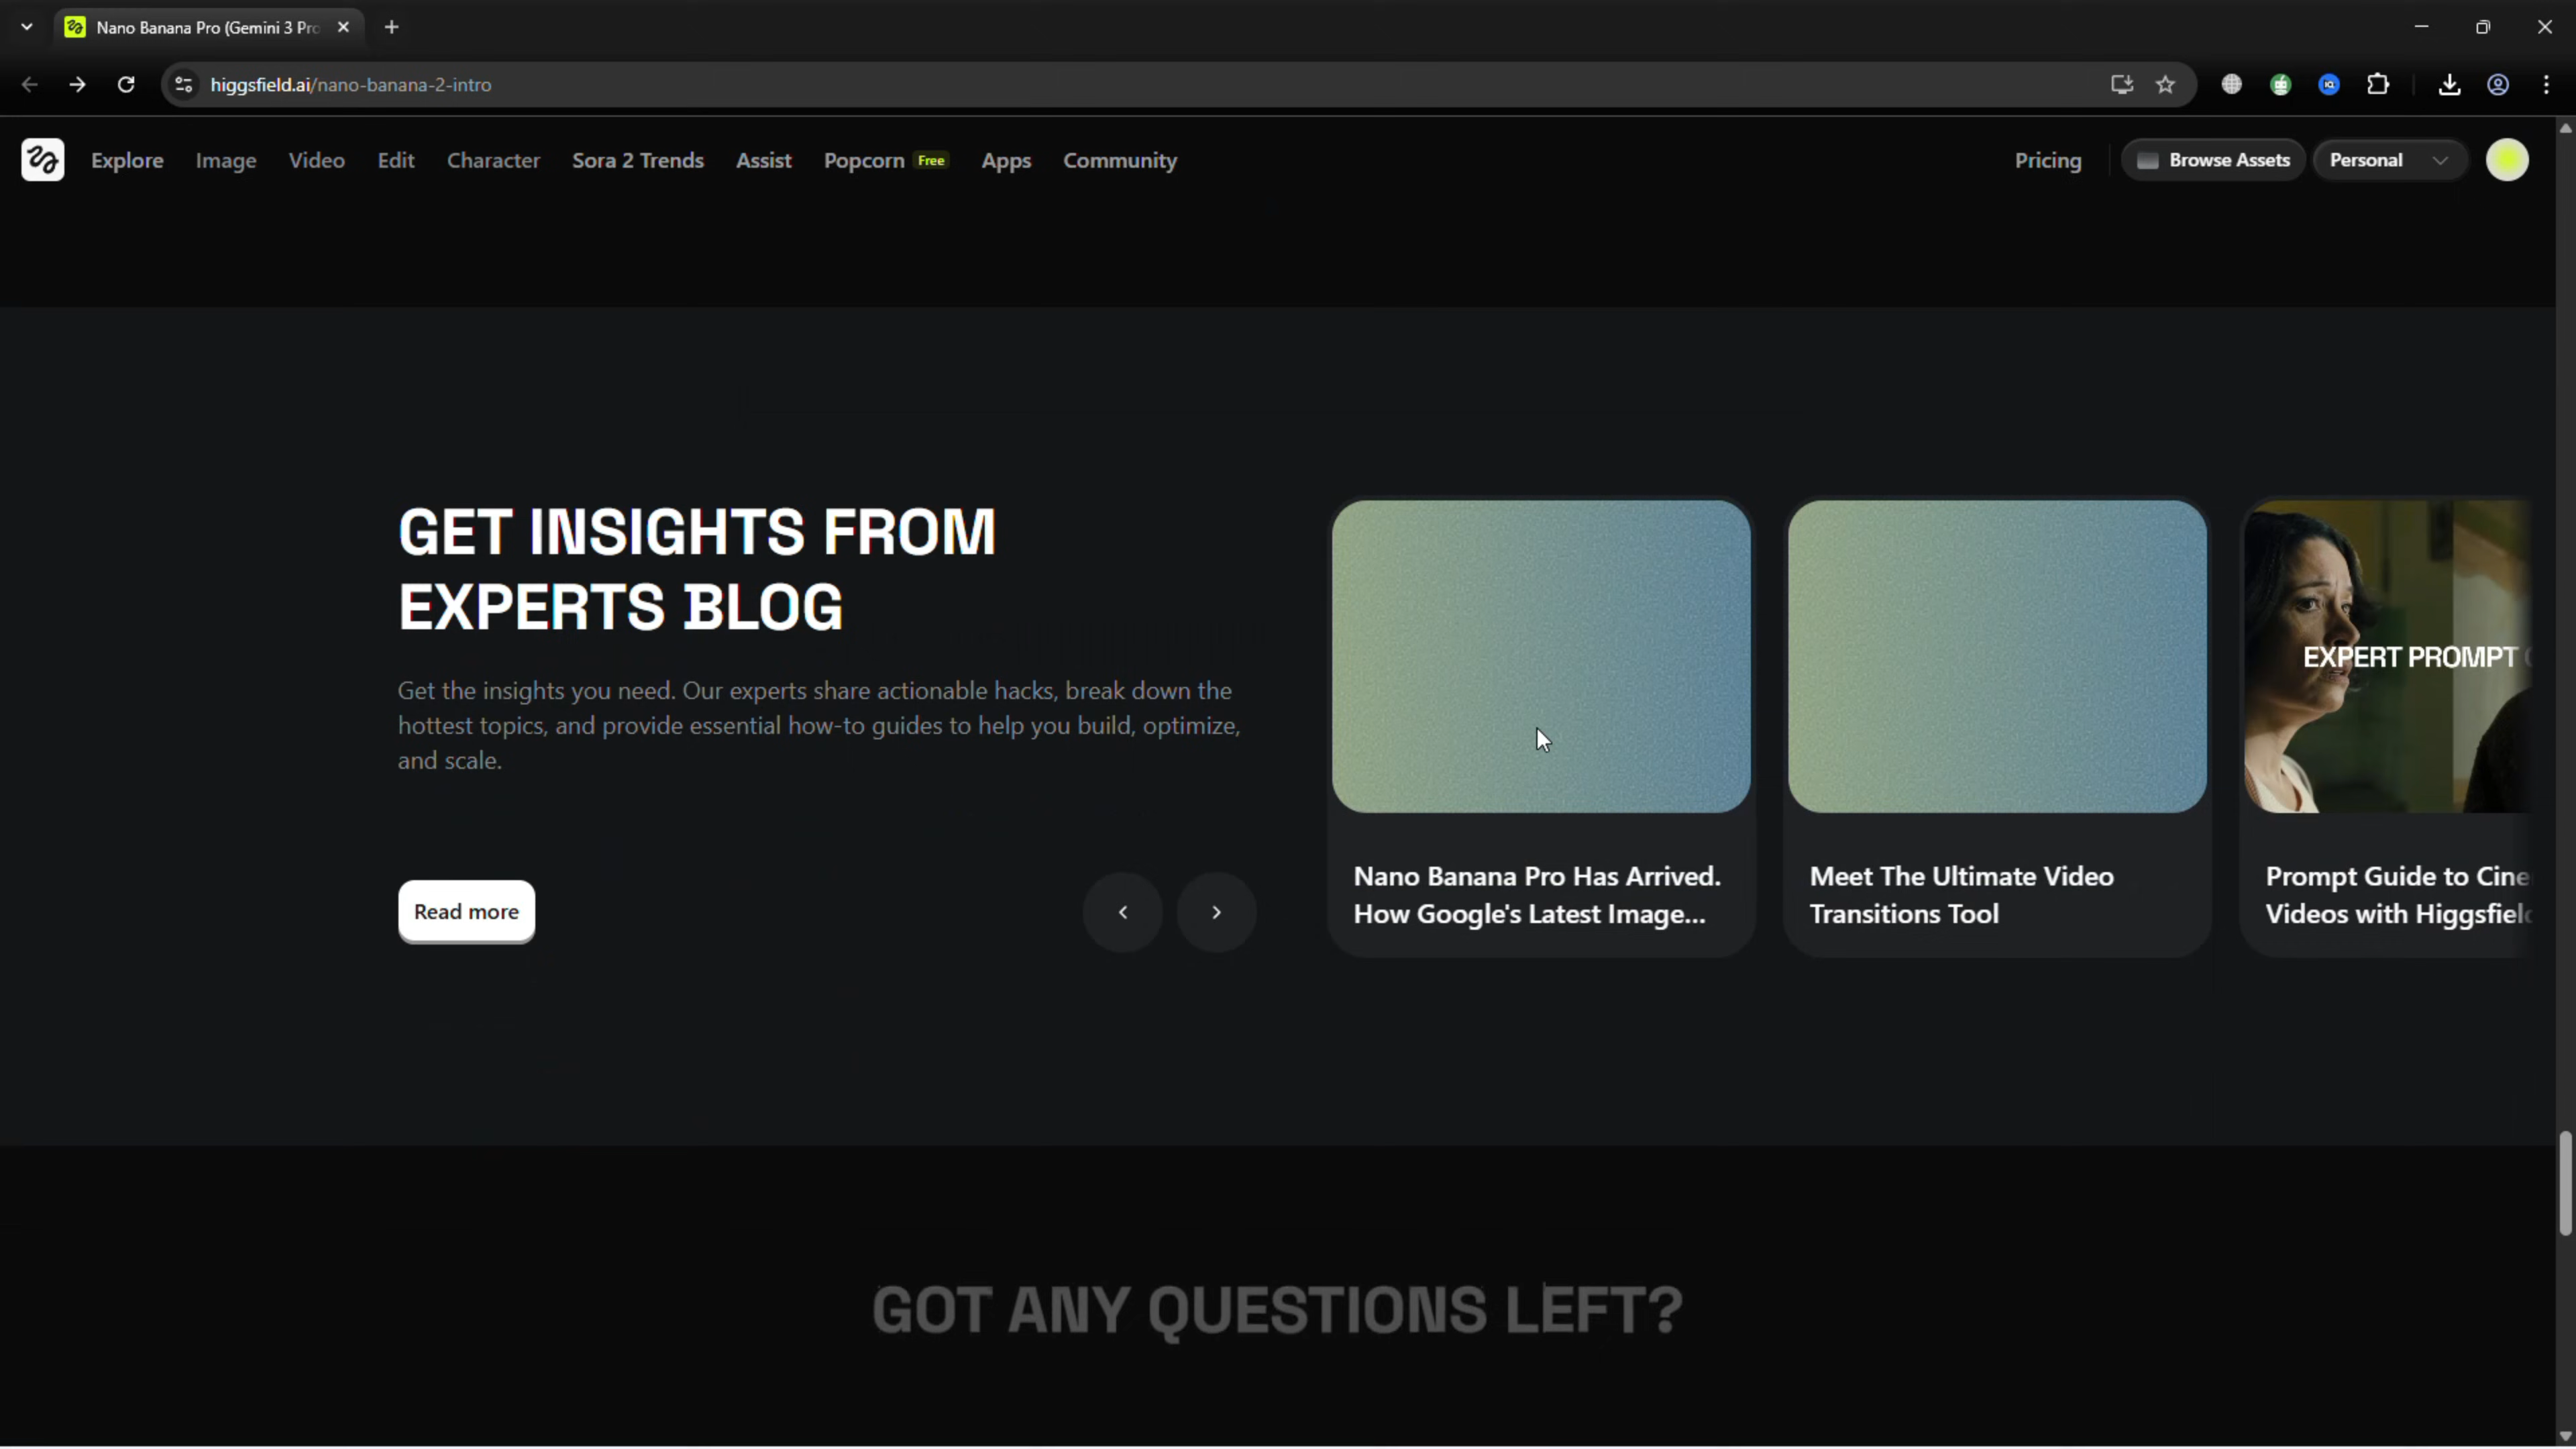 Nano Banana Pro (Gemini 3 Pro
higgsfield.ai/nano-banana-2-intro
Explore
Image
Video
Edit
Character
Sora 2 Trends
Assist
Popcorn Free
Apps
Community
Pricing
Browse Assets
Personal
GET INSIGHTS FROM
EXPERTS BLOG
Get the insights you need. Our experts share actionable hacks, break down the
hottest topics, and provide essential how-to guides to help you build, optimize,
and scale.
Read more
Nano Banana Pro Has Arrived.
How Google's Latest Image...
Meet The Ultimate Video
Transitions Tool
EXPERT PROMPT
Prompt Guide to Cine
Videos with Higgsfield
GOT ANY QUESTIONS LEFT?